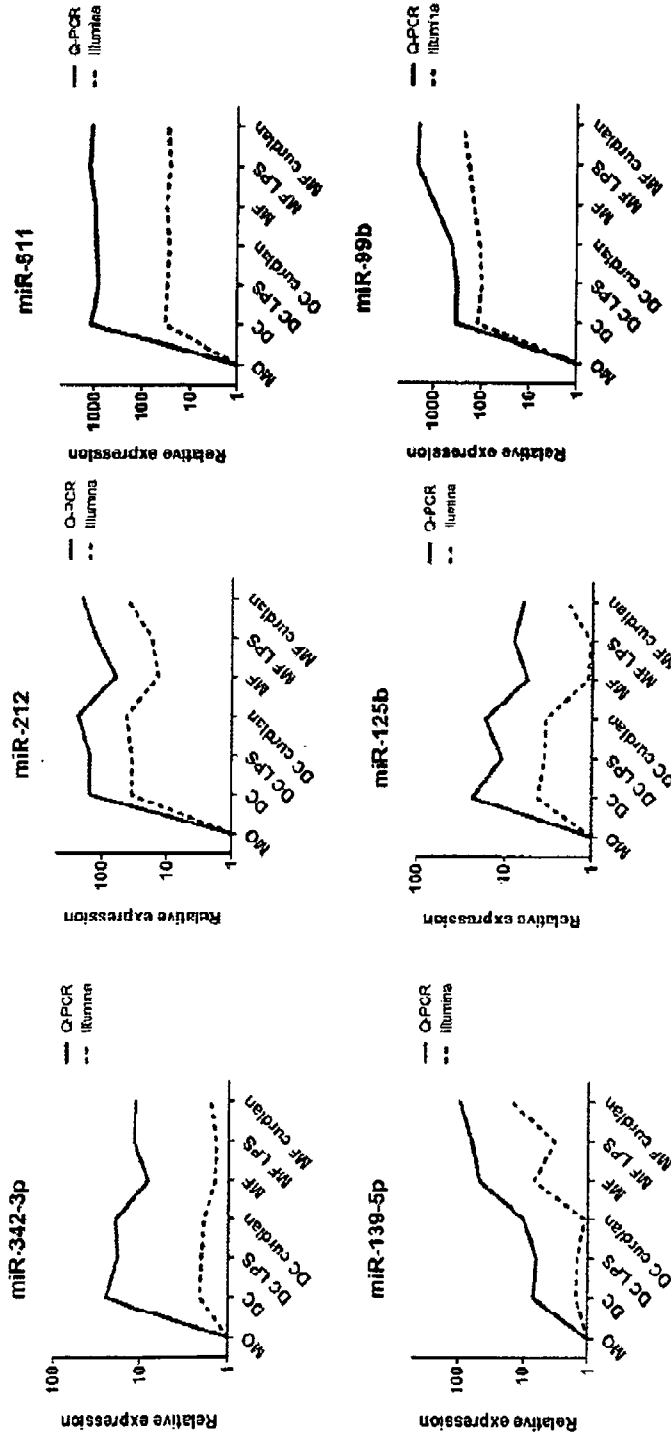 miR-342-3p
Q-PCR
Illumina
Relative expression
100
10
1
MO
DC
DC LPS
DC curdlan
MF
MF LPS
MF curdlan
miR-212
Q-PCR
Illumina
Relative expression
100
10
1
MO
DC
DC LPS
DC curdlan
MF
MF LPS
MF curdlan
miR-511
Q-PCR
Illumina
Relative expression
1000
100
10
1
MO
DC
DC LPS
DC curdlan
MF
MF LPS
MF curdlan
miR-139-5p
Q-PCR
Illumina
Relative expression
100
10
1
MO
DC
DC LPS
DC curdlan
MF
MF LPS
MF curdlan
miR-125b
Q-PCR
Illumina
Relative expression
100
10
1
MO
DC
DC LPS
DC curdlan
MF
MF LPS
MF curdlan
miR-99b
Q-PCR
Illumina
Relative expression
1000
100
10
1
MO
DC
DC LPS
DC curdlan
MF
MF LPS
MF curdlan